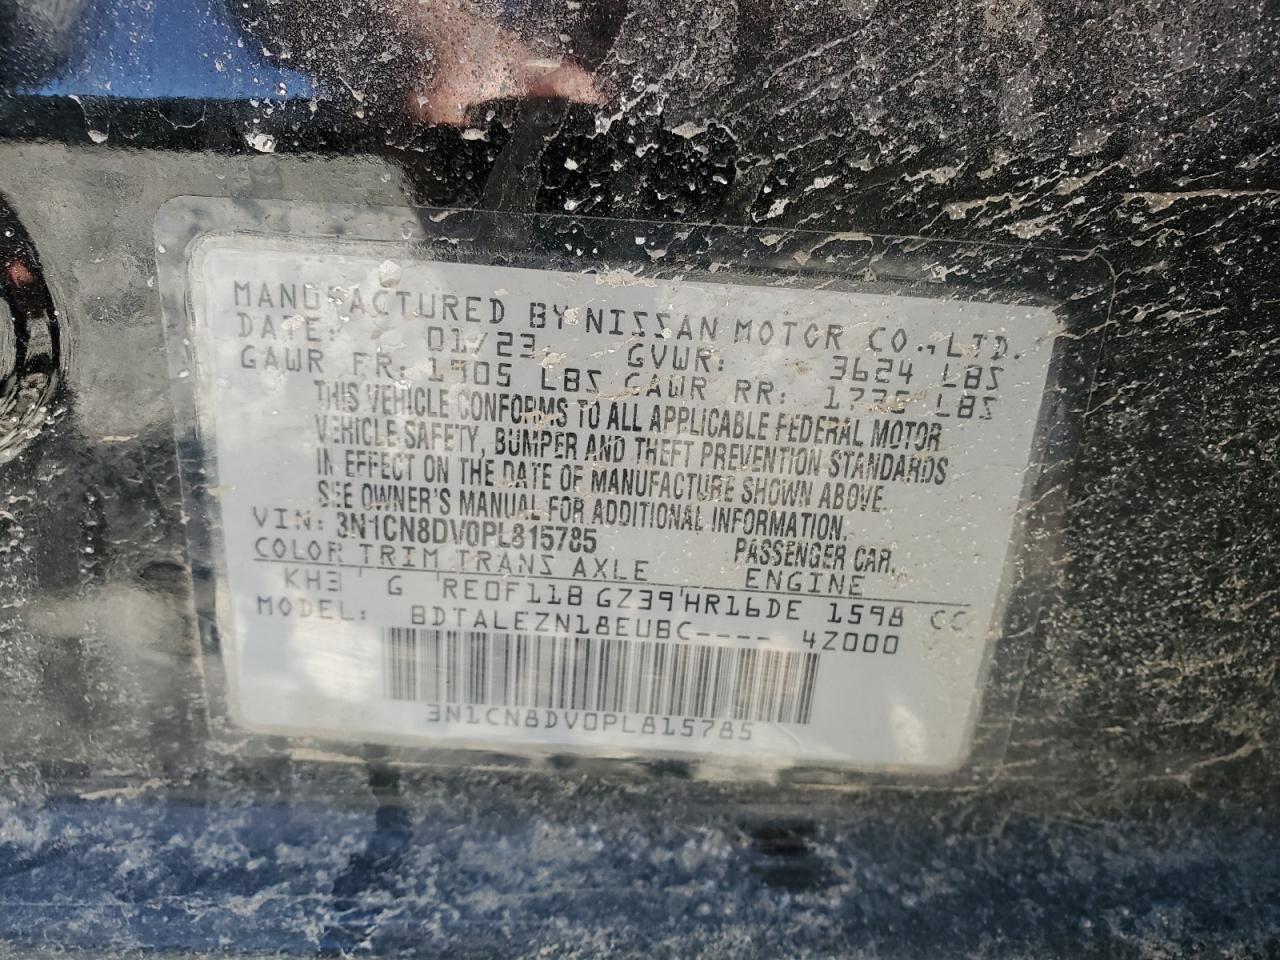 MANUFACTURED BY NISSAN MOTOR CO., LTD.
DATE: 01/23 GVWR: 3624 LBS
GAWR FR: 1905 LBS GAWR RR: 1735 LBS
THIS VEHICLE CONFORMS TO ALL APPLICABLE FEDERAL MOTOR
VEHICLE SAFETY, BUMPER AND THEFT PREVENTION STANDARDS
IN EFFECT ON THE DATE OF MANUFACTURE SHOWN ABOVE.
SEE OWNER'S MANUAL FOR ADDITIONAL INFORMATION.
VIN: 3N1CN8DV0PL815785 PASSENGER CAR.
COLOR TRIM TRANS AXLE ENGINE
KH3 G RE0F11B GZ39 HR16DE 1598 CC
MODEL: BDTALEZN18EUBC---- 4Z000
3N1CN8DV0PL815785